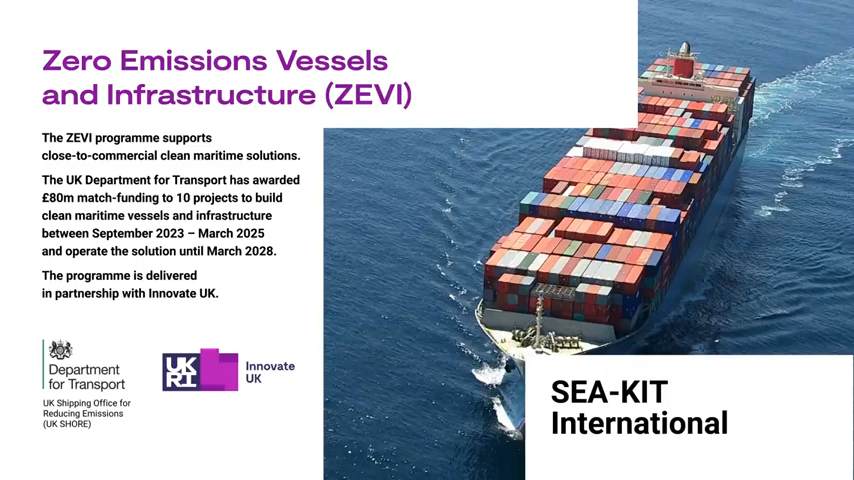 Zero Emissions Vessels
and Infrastructure (ZEVI)
The ZEVI programme supports
close-to-commercial clean maritime solutions.
The UK Department for Transport has awarded
£80m match-funding to 10 projects to build
clean maritime vessels and infrastructure
between September 2023 – March 2025
and operate the solution until March 2028.
The programme is delivered
in partnership with Innovate UK.
Department
for Transport
UK Shipping Office for
Reducing Emissions
(UK SHORE)
UK
RI
Innovate
UK
SEA-KIT
International